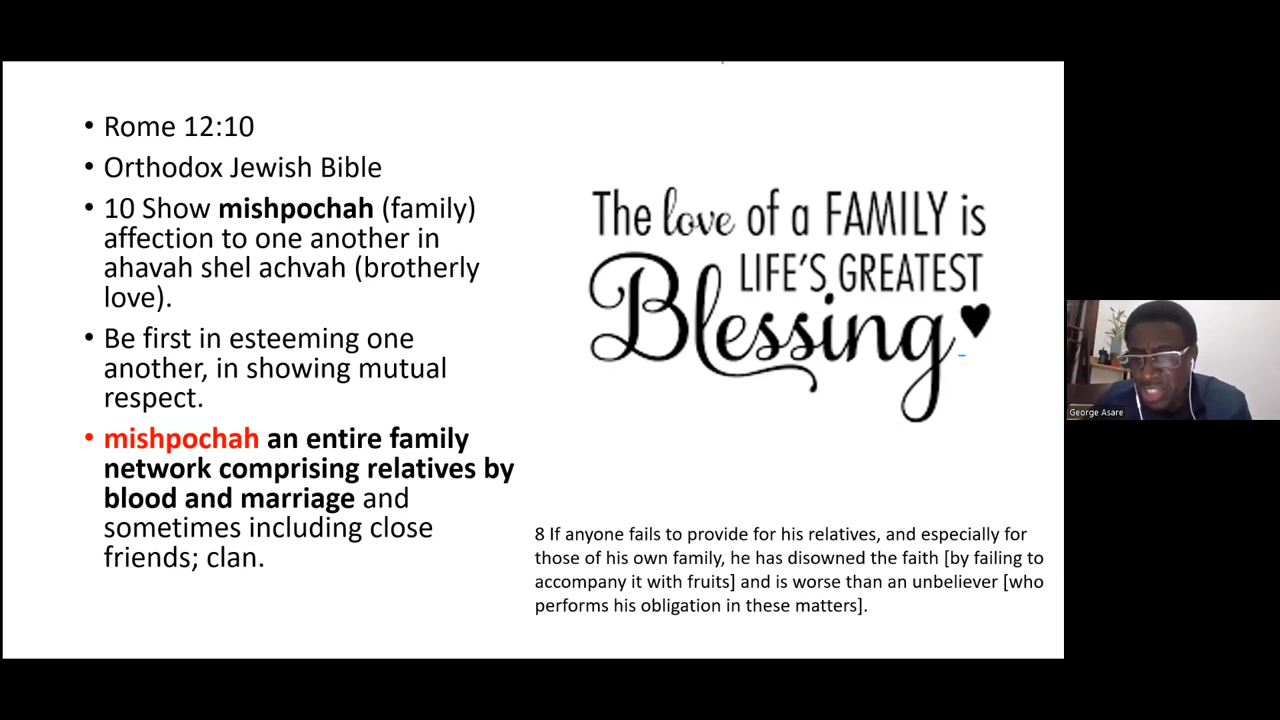 • Rome 12:10
• Orthodox Jewish Bible
• 10 Show mishpochah (family)
affection to one another in
ahavah shel achvah (brotherly
love).
• Be first in esteeming one
another, in showing mutual
respect.
• mishpochah an entire family
network comprising relatives by
blood and marriage and
sometimes including close
friends; clan.
The love of a FAMILY is
LIFE'S GREATEST
Blessing
8 If anyone fails to provide for his relatives, and especially for
those of his own family, he has disowned the faith [by failing to
accompany it with fruits] and is worse than an unbeliever [who
performs his obligation in these matters].
George Asare